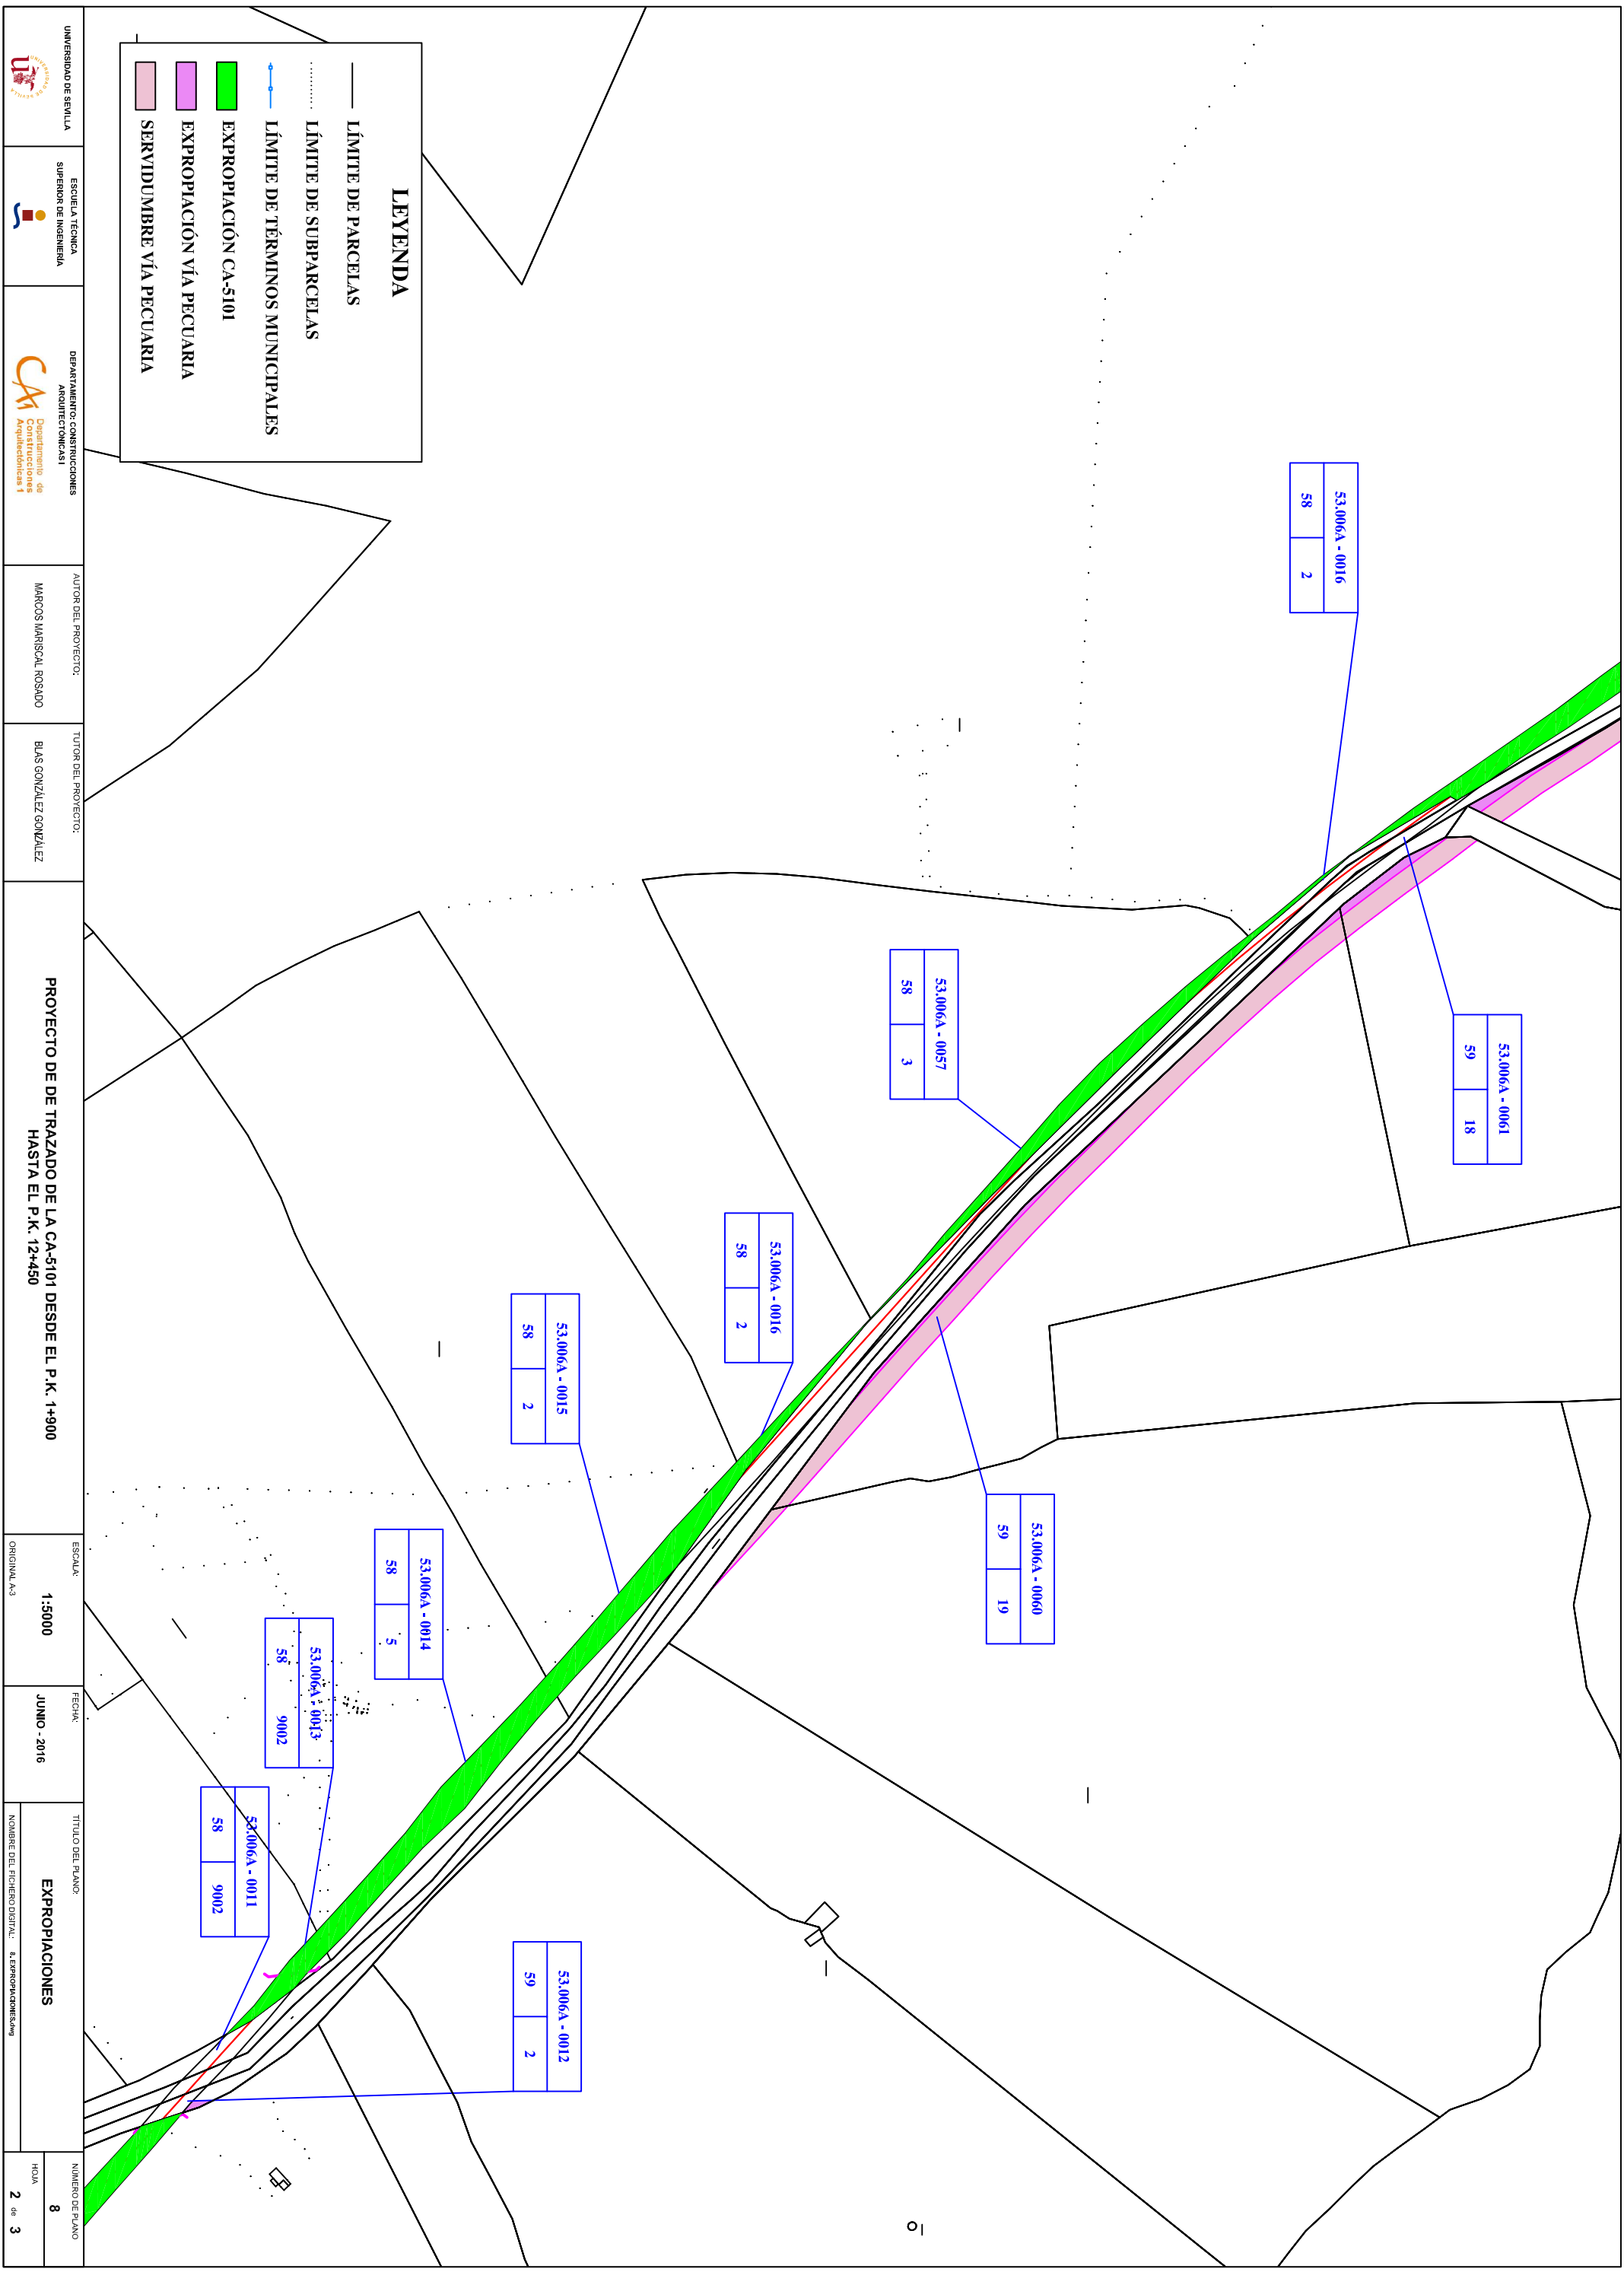 LEYENDA
LÍMITE DE PARCELAS
LÍMITE DE SUBPARCELAS
LÍMITE DE TÉRMINOS MUNICIPALES
EXPROPIACIÓN CA-5101
EXPROPIACIÓN VÍA PECUARIA
SERVIDUMBRE VÍA PECUARIA
53.006A - 0016
58 2
53.006A - 0061
59 18
53.006A - 0057
58 3
53.006A - 0016
58 2
53.006A - 0060
59 19
53.006A - 0015
58 2
53.006A - 0014
58 5
53.006A - 0013
58 9002
53.006A - 0011
58 9002
53.006A - 0012
59 2
UNIVERSIDAD DE SEVILLA
UNIVERSIDAD DE SEVILLA
ESCUELA TÉCNICA
SUPERIOR DE INGENIERÍA
DEPARTAMENTO: CONSTRUCCIONES
ARQUITECTÓNICAS I
Departamento de
Construcciones
Arquitectónicas 1
AUTOR DEL PROYECTO:
MARCOS MARISCAL ROSADO
TUTOR DEL PROYECTO:
BLAS GONZÁLEZ GONZÁLEZ
PROYECTO DE DE TRAZADO DE LA CA-5101 DESDE EL P.K. 1+900
HASTA EL P.K. 12+450
ESCALA:
1:5000
ORIGINAL A-3
FECHA:
JUNIO - 2016
TÍTULO DEL PLANO:
EXPROPIACIONES
NOMBRE DEL FICHERO DIGITAL: 8. EXPROPIACIONES.dwg
NÚMERO DE PLANO
8
HOJA
2 de 3